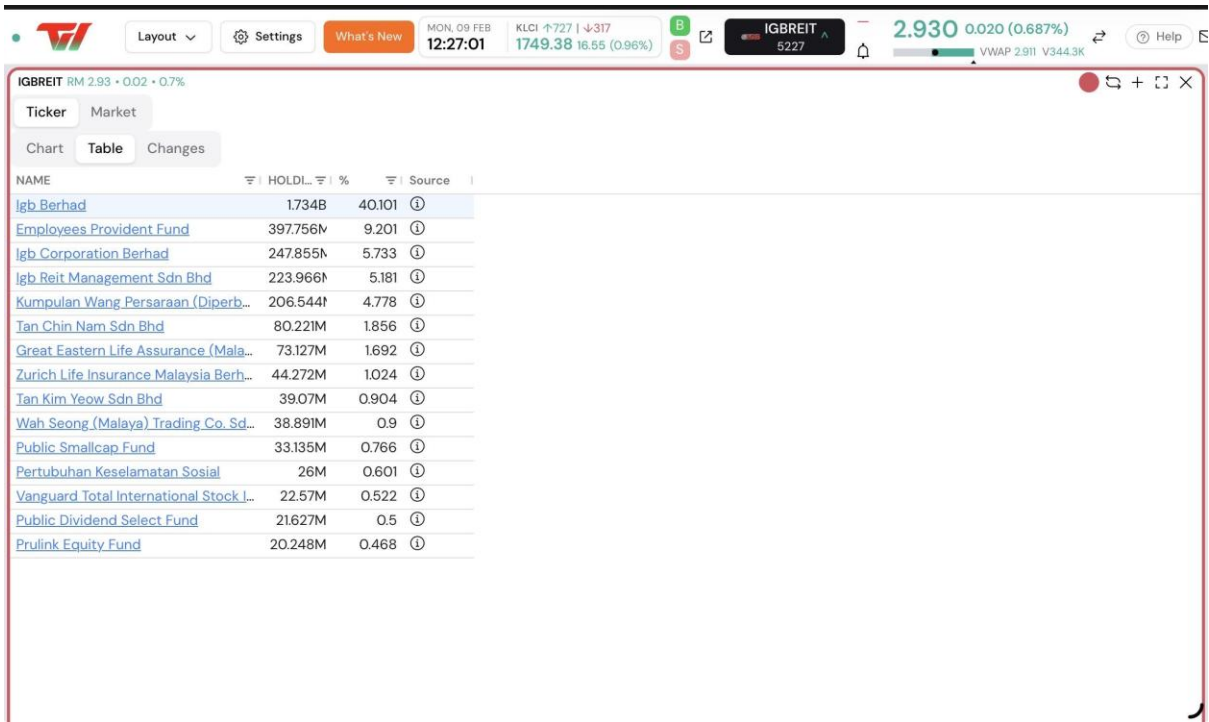 Layout
Settings
What's New
MON, 09 FEB
12:27:01
KLCI ↑727 | ↓317
1749.38 16.55 (0.96%)
B
S
IGBREIT
5227
2.930 0.020 (0.687%)
VWAP 2.911 V344.3K
Help
IGBREIT RM 2.93 • 0.02 • 0.7%
Ticker Market
Chart Table Changes
NAME HOLDI... % Source
Igb Berhad 1.734B 40.101
Employees Provident Fund 397.756M 9.201
Igb Corporation Berhad 247.855M 5.733
Igb Reit Management Sdn Bhd 223.966M 5.181
Kumpulan Wang Persaraan (Diperb... 206.544M 4.778
Tan Chin Nam Sdn Bhd 80.221M 1.856
Great Eastern Life Assurance (Mala... 73.127M 1.692
Zurich Life Insurance Malaysia Berh... 44.272M 1.024
Tan Kim Yeow Sdn Bhd 39.07M 0.904
Wah Seong (Malaya) Trading Co. Sd... 38.891M 0.9
Public Smallcap Fund 33.135M 0.766
Pertubuhan Keselamatan Sosial 26M 0.601
Vanguard Total International Stock I... 22.57M 0.522
Public Dividend Select Fund 21.627M 0.5
Prulink Equity Fund 20.248M 0.468